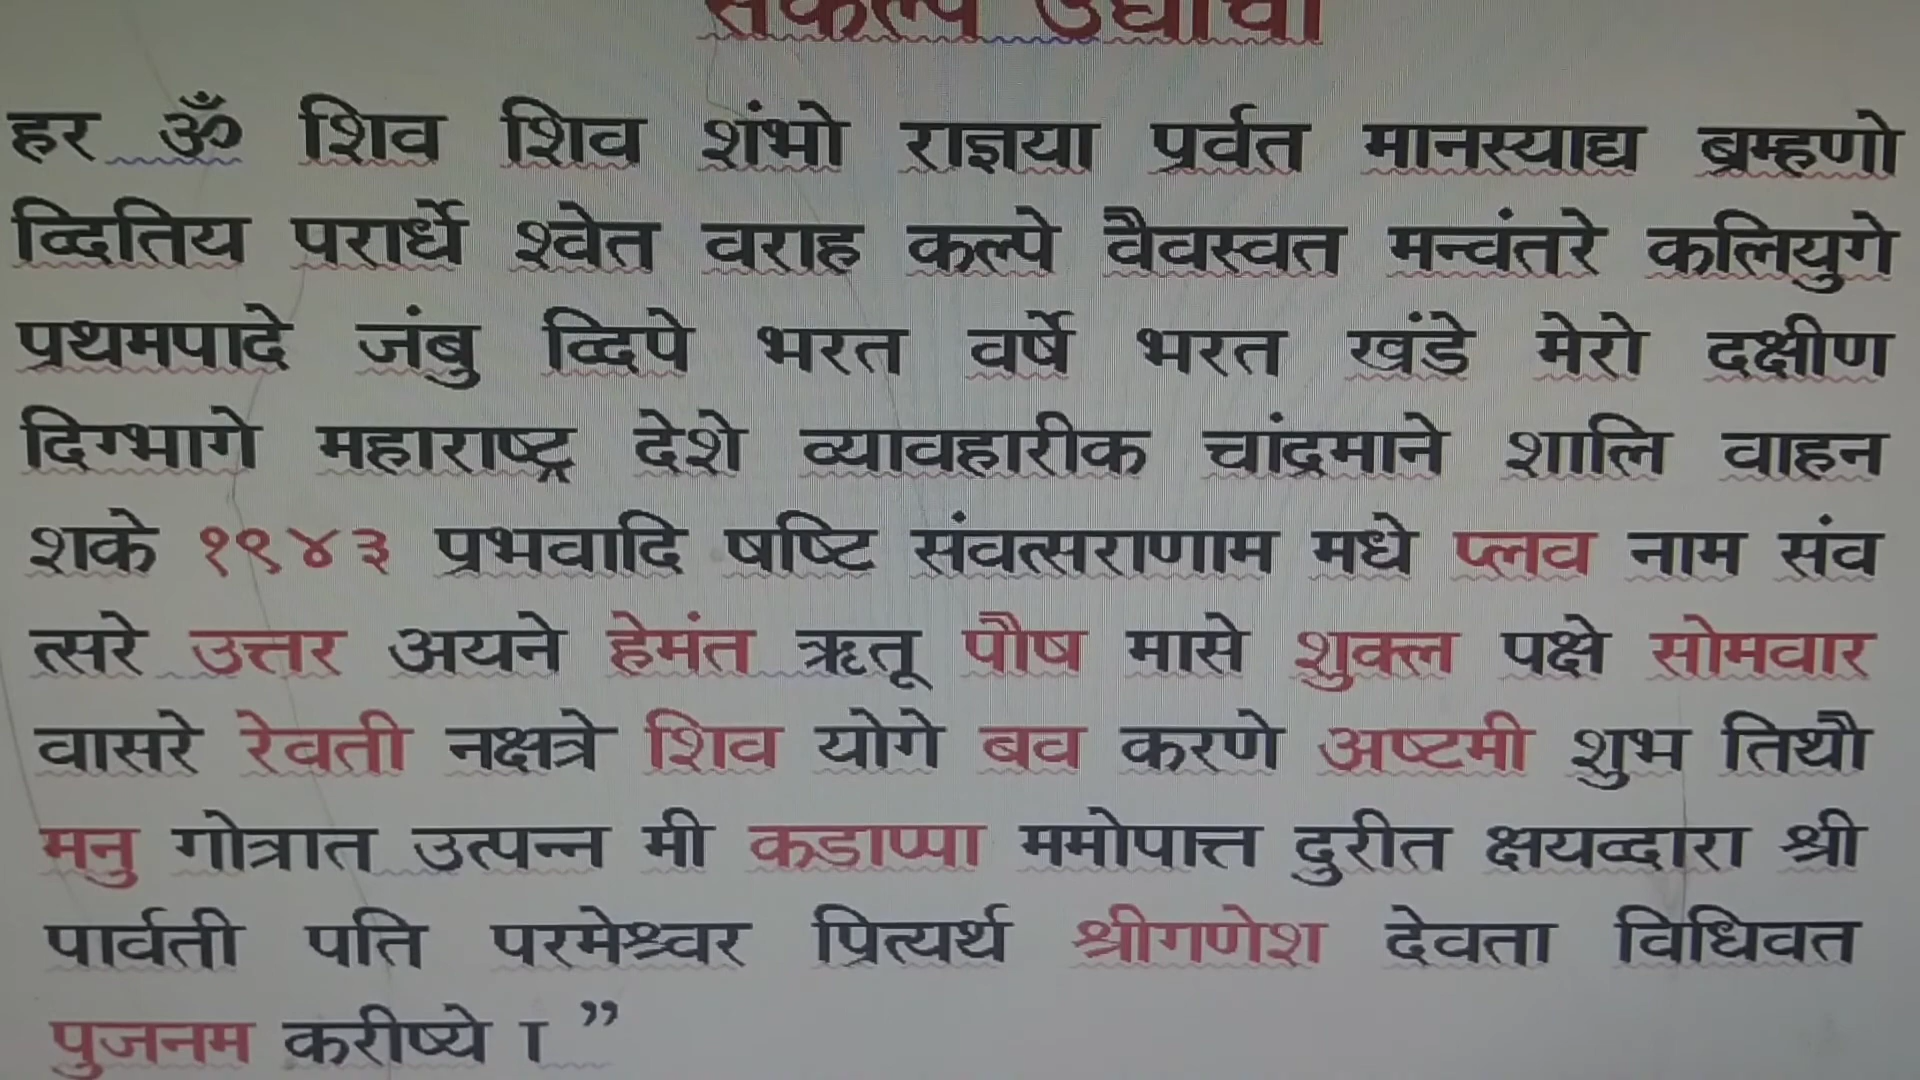 संकल्प उद्याचा
हर ॐ शिव शिव शंभो राज्ञया प्रर्वत मानस्याद्य ब्रम्हणो
व्दितिय परार्धे श्वेत वराह कल्पे वैवस्वत मन्वंतरे कलियुगे
प्रथमपादे जंबु व्दिपे भरत वर्षे भरत खंडे मेरो दक्षीण
दिग्भागे महाराष्ट्र देशे व्यावहारीक चांद्रमाने शालि वाहन
शके १९४३ प्रभवादि षष्टि संवत्सराणाम मधे प्लव नाम संव
त्सरे उत्तर अयने हेमंत ऋतू पौष मासे शुक्ल पक्षे सोमवार
वासरे रेवती नक्षत्रे शिव योगे बव करणे अष्टमी शुभ तिथौ
मनु गोत्रात उत्पन्न मी कडाप्पा ममोपात्त दुरीत क्षयव्दारा श्री
पार्वती पति परमेश्र्वर प्रित्यर्थ श्रीगणेश देवता विधिवत
पुजनम करीष्ये । ”